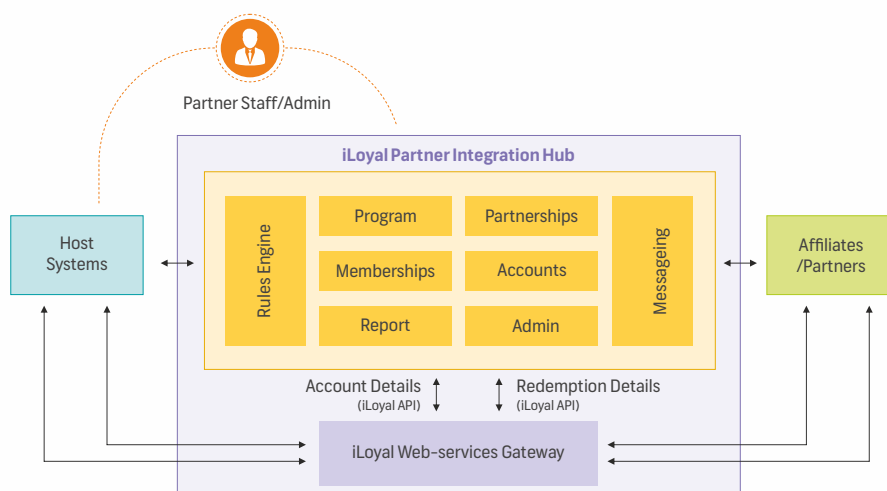 Partner Staff/Admin
iLoyal Partner Integration Hub
Host
Systems
Rules Engine
Program
Partnerships
Memberships
Accounts
Report
Admin
Messageing
Affiliates
/Partners
Account Details
(iLoyal API)
Redemption Details
(iLoyal API)
iLoyal Web-services Gateway